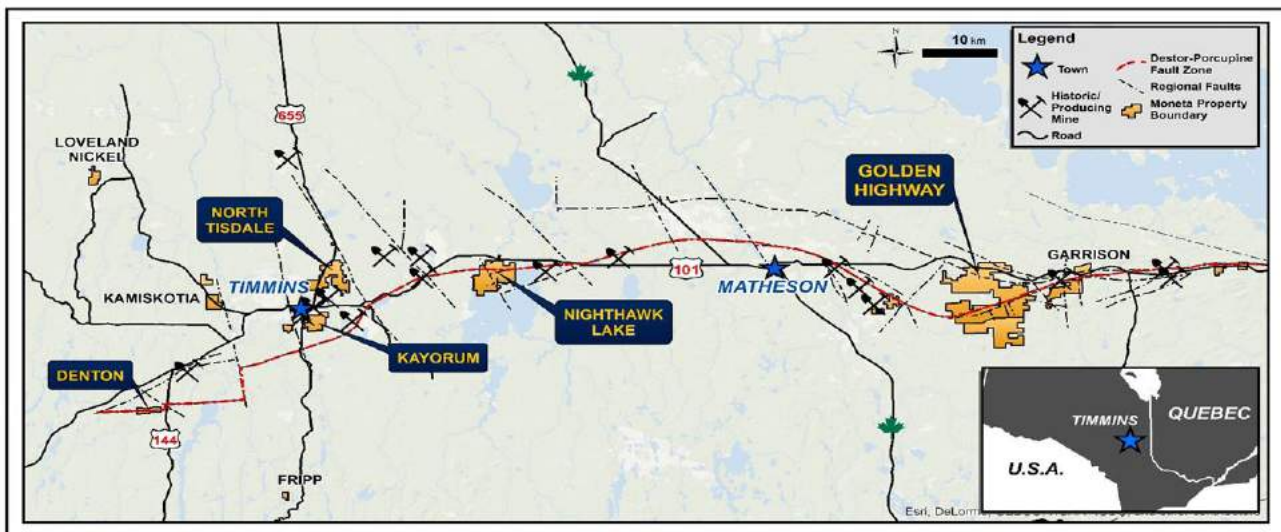 N
10 km
Legend
Town
Historic/
Producing
Mine
Road
Destor-Porcupine
Fault Zone
Regional Faults
Moneta Property
Boundary
655
LOVELAND
NICKEL
NORTH
TISDALE
GOLDEN
HIGHWAY
GARRISON
101
TIMMINS
MATHESON
KAMISKOTIA
NIGHTHAWK
LAKE
KAYORUM
DENTON
144
FRIPP
TIMMINS
QUEBEC
U.S.A.
Esri, DeLorme,